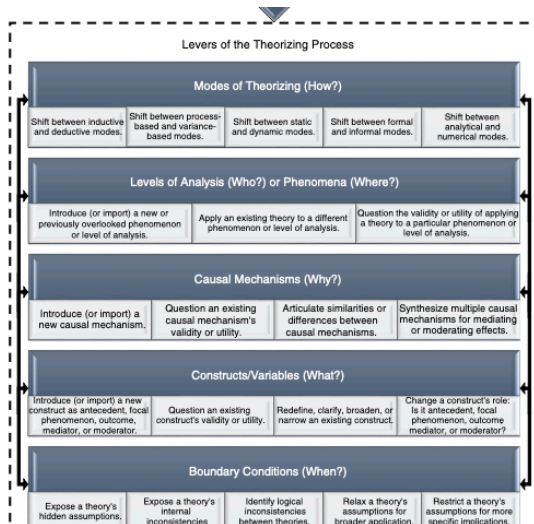 Levers of the Theorizing Process
Modes of Theorizing (How?)
Shift between inductive
and deductive modes.
Shift between process-
based and variance-
based modes.
Shift between static
and dynamic modes.
Shift between formal
and informal modes.
Shift between
analytical and
numerical modes.
Levels of Analysis (Who?) or Phenomena (Where?)
Introduce (or import) a new or
previously overlooked phenomenon
or level of analysis.
Apply an existing theory to a different
phenomenon or level of analysis.
Question the validity or utility of applying
a theory to a particular phenomenon or
level of analysis.
Causal Mechanisms (Why?)
Introduce (or import) a
new causal mechanism.
Question an existing
causal mechanism's
validity or utility.
Articulate similarities or
differences between
causal mechanisms.
Synthesize multiple causal
mechanisms for mediating
or moderating effects.
Constructs/Variables (What?)
Introduce (or import) a new
construct as antecedent, focal
phenomenon, outcome,
mediator, or moderator.
Question an existing
construct's validity or utility.
Redefine, clarify, broaden, or
narrow an existing construct.
Change a construct's role:
Is it antecedent, focal
phenomenon, outcome
mediator, or moderator?
Boundary Conditions (When?)
Expose a theory's
hidden assumptions.
Expose a theory's
internal
inconsistencies
Identify logical
inconsistencies
between theories.
Relax a theory's
assumptions for
broader application.
Restrict a theory's
assumptions for more
specific implications.